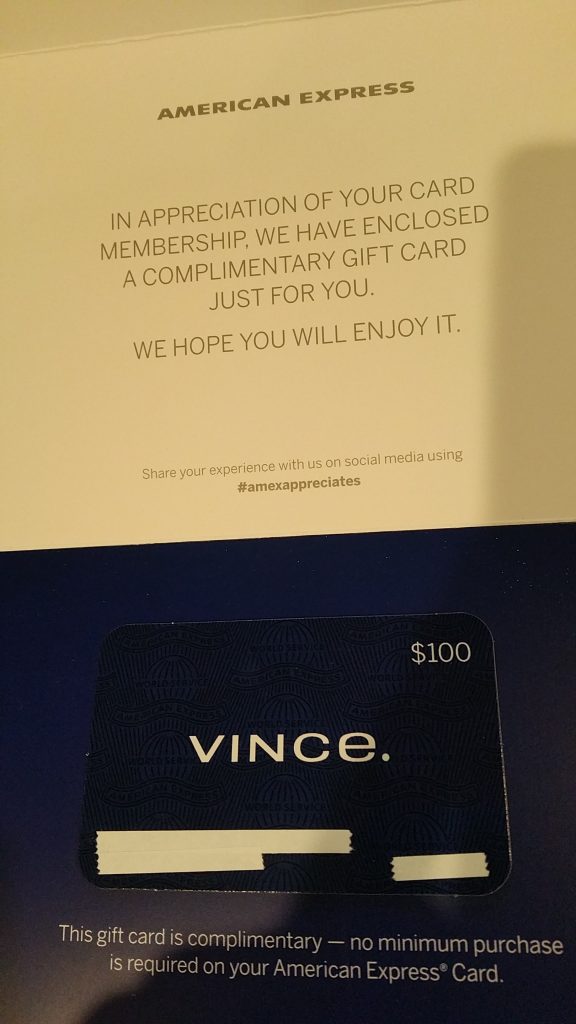 AMERICAN EXPRESS
IN APPRECIATION OF YOUR CARD
MEMBERSHIP, WE HAVE ENCLOSED
A COMPLIMENTARY GIFT CARD
JUST FOR YOU.
WE HOPE YOU WILL ENJOY IT.
Share your experience with us on social media using
#amexappreciates
$100
VINCe.
This gift card is complimentary — no minimum purchase
is required on your American Express® Card.